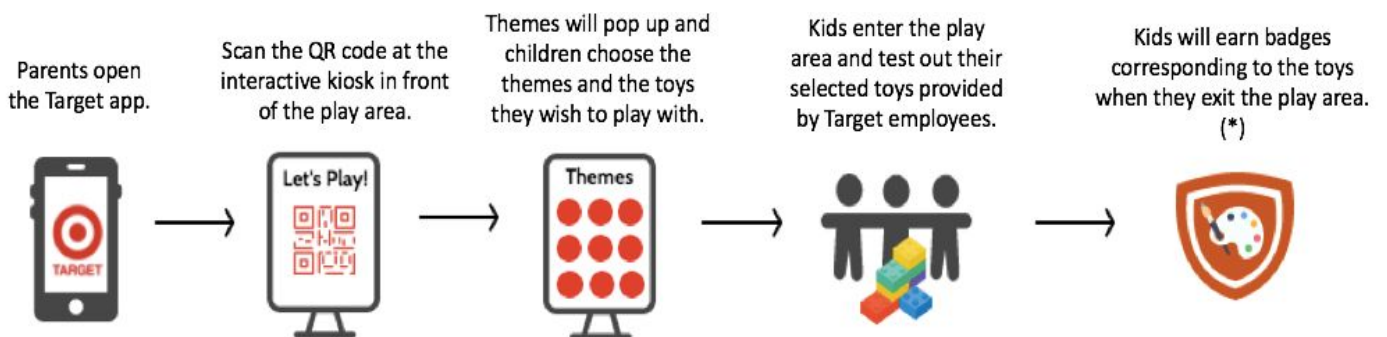 Parents open
the Target app.
Scan the QR code at the
interactive kiosk in front
of the play area.
Themes will pop up and
children choose the
themes and the toys
they wish to play with.
Kids enter the play
area and test out their
selected toys provided
by Target employees.
Kids will earn badges
corresponding to the toys
when they exit the play area.
(*)
TARGET
Let's Play!
Themes